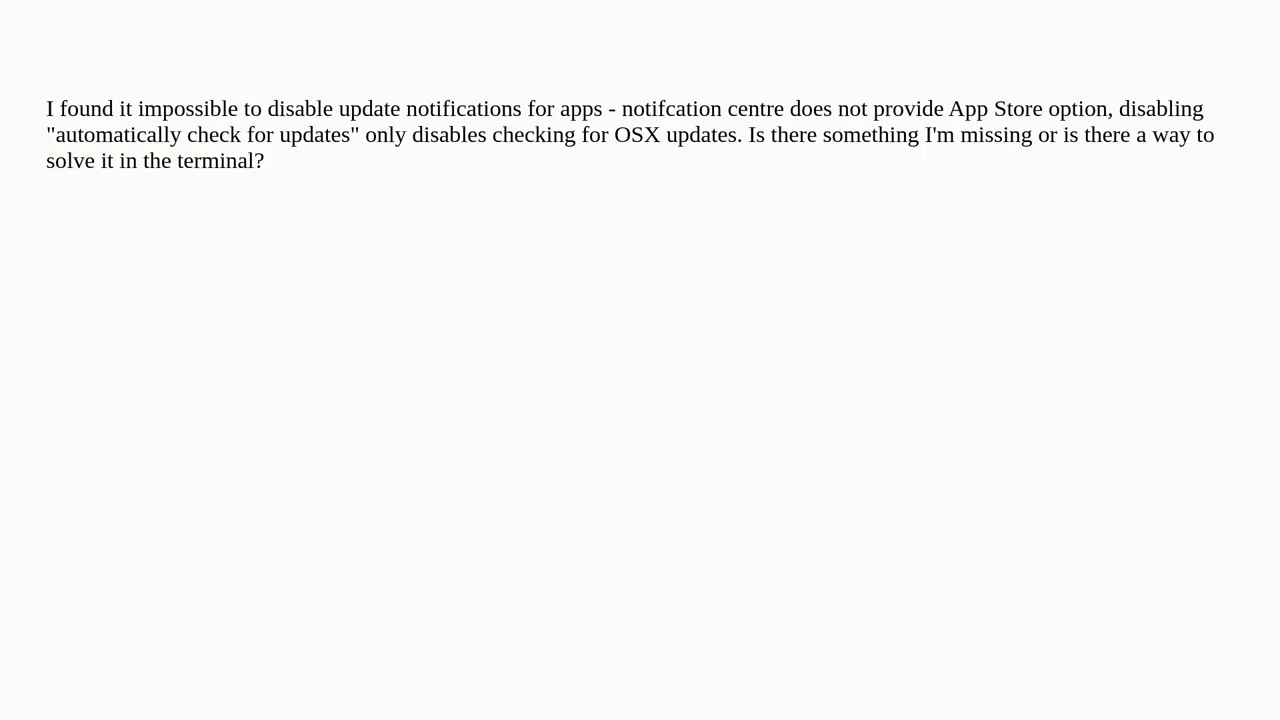 I found it impossible to disable update notifications for apps - notifcation centre does not provide App Store option, disabling
"automatically check for updates" only disables checking for OSX updates. Is there something I'm missing or is there a way to
solve it in the terminal?